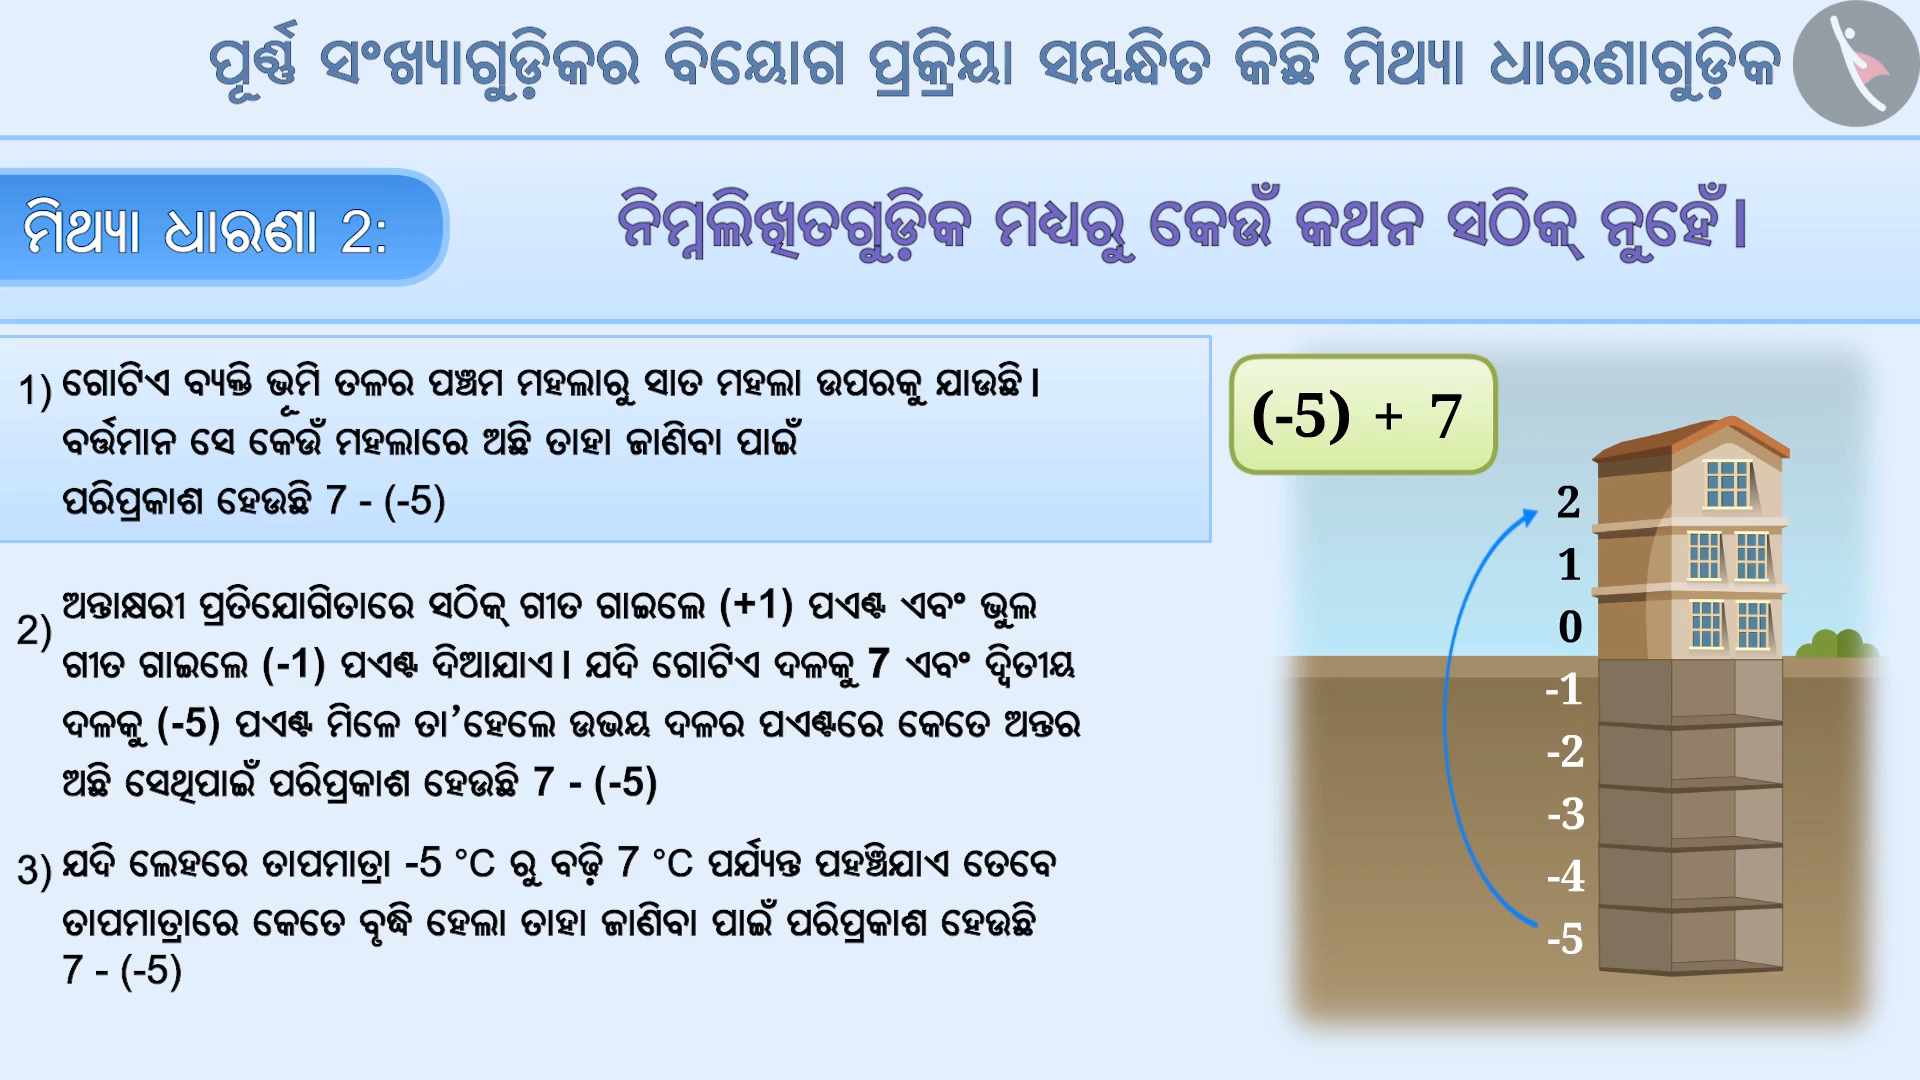 ପୂର୍ଣ୍ଣ ସଂଖ୍ୟାଗୁଡ଼ିକର ବିୟୋଗ ପ୍ରକ୍ରିୟା ସମ୍ବନ୍ଧିତ କିଛି ମିଥ୍ୟା ଧାରଣାଗୁଡ଼ିକ
ମିଥ୍ୟା ଧାରଣା 2:
ନିମ୍ନଲିଖିତଗୁଡ଼ିକ ମଧ୍ୟରୁ କେଉଁ କଥନ ସଠିକ୍ ନୁହେଁ।
1) ଗୋଟିଏ ବ୍ୟକ୍ତି ଭୂମି ତଳର ପଞ୍ଚମ ମହଲାରୁ ସାତ ମହଲା ଉପରକୁ ଯାଉଛି।
ବର୍ତ୍ତମାନ ସେ କେଉଁ ମହଲାରେ ଅଛି ତାହା ଜାଣିବା ପାଇଁ
ପରିପ୍ରକାଶ ହେଉଛି 7 - (-5)
2) ଅନ୍ତାକ୍ଷରୀ ପ୍ରତିଯୋଗିତାରେ ସଠିକ୍ ଗୀତ ଗାଇଲେ (+1) ପଏଣ୍ଟ ଏବଂ ଭୁଲ
ଗୀତ ଗାଇଲେ (-1) ପଏଣ୍ଟ ଦିଆଯାଏ। ଯଦି ଗୋଟିଏ ଦଳକୁ 7 ଏବଂ ଦ୍ୱିତୀୟ
ଦଳକୁ (-5) ପଏଣ୍ଟ ମିଳେ ତା'ହେଲେ ଉଭୟ ଦଳର ପଏଣ୍ଟରେ କେତେ ଅନ୍ତର
ଅଛି ସେଥିପାଇଁ ପରିପ୍ରକାଶ ହେଉଛି 7 - (-5)
3) ଯଦି ଲେହରେ ତାପମାତ୍ରା -5 °C ରୁ ବଢ଼ି 7 °C ପର୍ଯ୍ୟନ୍ତ ପହଞ୍ଚିଯାଏ ତେବେ
ତାପମାତ୍ରାରେ କେତେ ବୃଦ୍ଧି ହେଲା ତାହା ଜାଣିବା ପାଇଁ ପରିପ୍ରକାଶ ହେଉଛି
7 - (-5)
(-5) + 7
2
1
0
-1
-2
-3
-4
-5